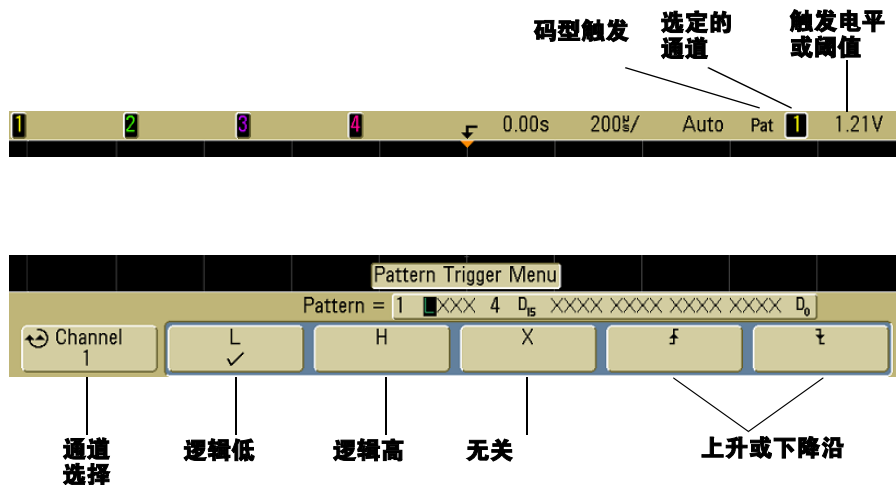 码型触发 选定的 触发电平
通道 或阈值
1 2 3 4 0.00s 200㎲/ Auto Pat 1 1.21V
Pattern Trigger Menu
Pattern = 1 XXX 4 D15 XXXX XXXX XXXX XXXX D0
Channel L H X
1
通道 逻辑低 逻辑高 无关 上升或下降沿
选择